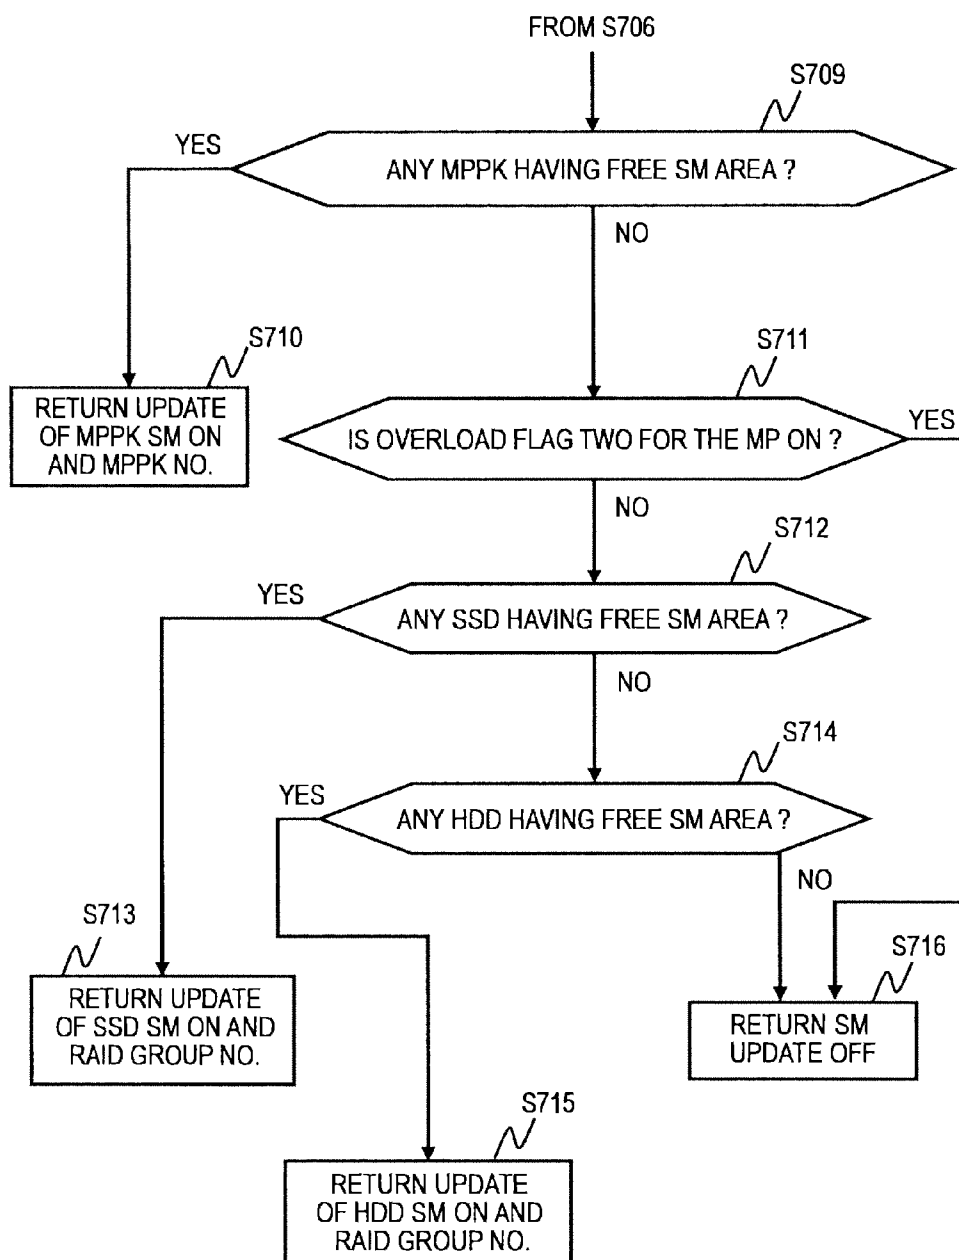 FROM S706
S709
YES
ANY MPPK HAVING FREE SM AREA ?
NO
S710
RETURN UPDATE
OF MPPK SM ON
AND MPPK NO.
S711
IS OVERLOAD FLAG TWO FOR THE MP ON ?
YES
NO
S712
YES
ANY SSD HAVING FREE SM AREA ?
NO
S714
YES
ANY HDD HAVING FREE SM AREA ?
NO
S713
RETURN UPDATE
OF SSD SM ON AND
RAID GROUP NO.
S716
RETURN SM
UPDATE OFF
S715
RETURN UPDATE
OF HDD SM ON AND
RAID GROUP NO.